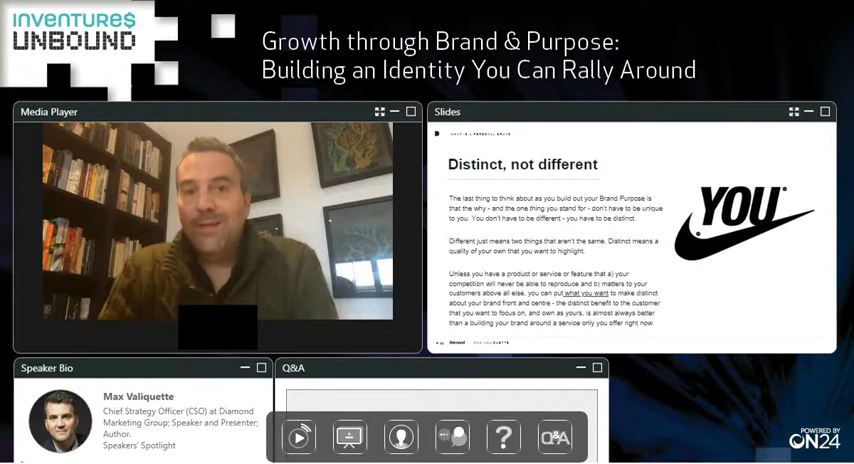 INVENTURE$
UNBOUND
Growth through Brand & Purpose:
Building an Identity You Can Rally Around
Media Player
Slides
WHAT IS A PERSONAL BRAND
Distinct, not different
The last thing to think about as you build out your Brand Purpose is
that the why - and the one thing you stand for - don't have to be unique
to you. You don't have to be different - you have to be distinct.
Different just means two things that aren't the same. Distinct means a
quality of your own that you want to highlight.
Unless you have a product or service or feature that a) your
competition will never be able to reproduce and b) matters to your
customers above all else, you can put what you want to make distinct
about your brand front and centre - the distinct benefit to the customer
that you want to focus on, and own as yours, is almost always better
than a building your brand around a service only you offer right now.
YOU
Diamond
MAX VALIQUETTE
Speaker Bio
Q&A
Max Valiquette
Chief Strategy Officer (CSO) at Diamond
Marketing Group; Speaker and Presenter;
Author.
Speakers' Spotlight
?
Q&A
POWERED BY
ON24